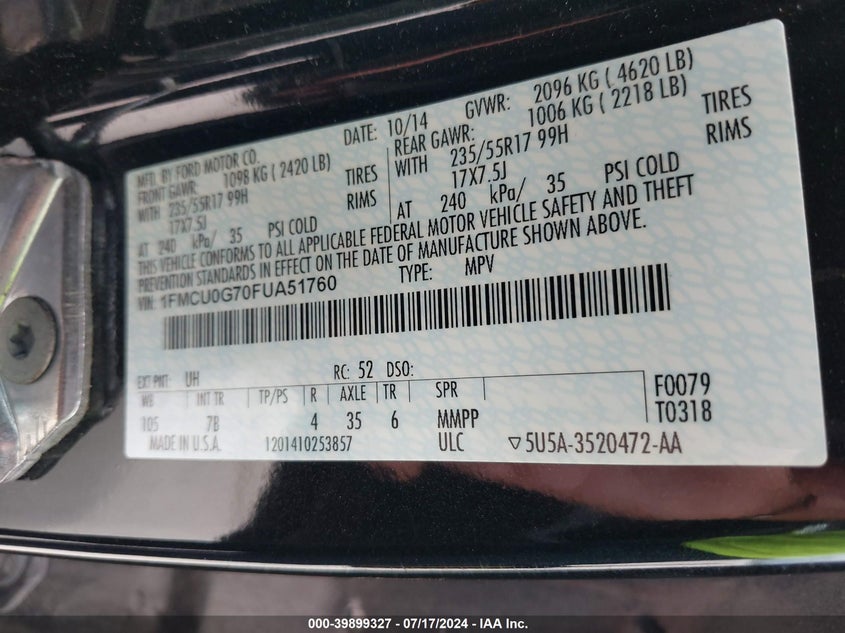 MFD. BY FORD MOTOR CO.
DATE: 10/14
GVWR: 2096 KG ( 4620 LB)
FRONT GAWR: 1098 KG ( 2420 LB)
REAR GAWR: 1006 KG ( 2218 LB)
WITH 235/55R17 99H TIRES
WITH 235/55R17 99H TIRES
17X7.5J RIMS
17X7.5J RIMS
AT 240 kPa/ 35 PSI COLD
AT 240 kPa/ 35 PSI COLD
THIS VEHICLE CONFORMS TO ALL APPLICABLE FEDERAL MOTOR VEHICLE SAFETY AND THEFT
PREVENTION STANDARDS IN EFFECT ON THE DATE OF MANUFACTURE SHOWN ABOVE.
VIN: 1FMCU0G70FUA51760
TYPE: MPV
EXT PNT: UH RC: 52 DSO:
WB INT TR TP/PS R AXLE TR SPR
105 7B 4 35 6 MMPP
F0079
T0318
MADE IN U.S.A. 1201410253857 ULC ▽5U5A-3520472-AA
000-39899327 / 07/17/2024 - IAA Inc.